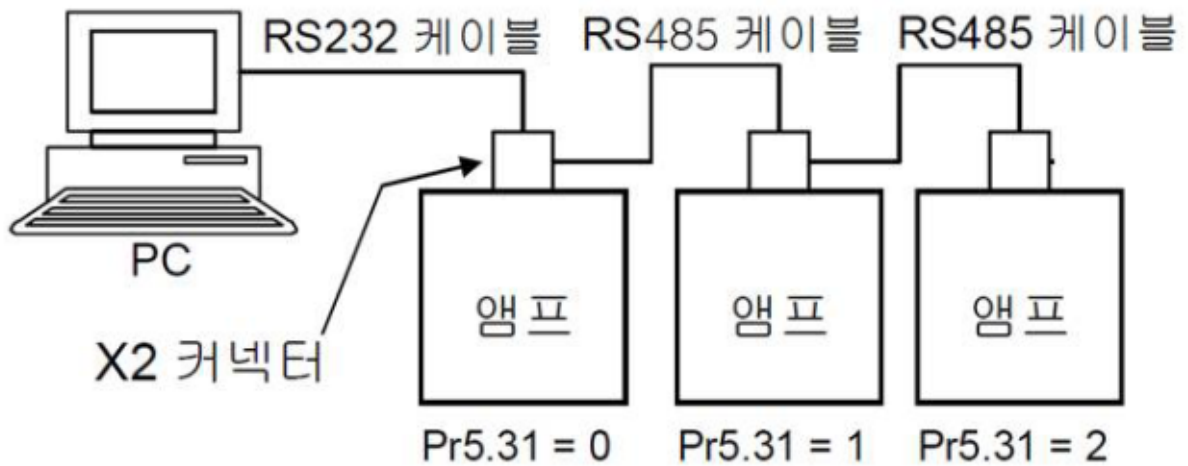 RS232 케이블 RS485 케이블 RS485 케이블
PC
X2 커넥터
앰프 앰프 앰프
Pr5.31 = 0 Pr5.31 = 1 Pr5.31 = 2